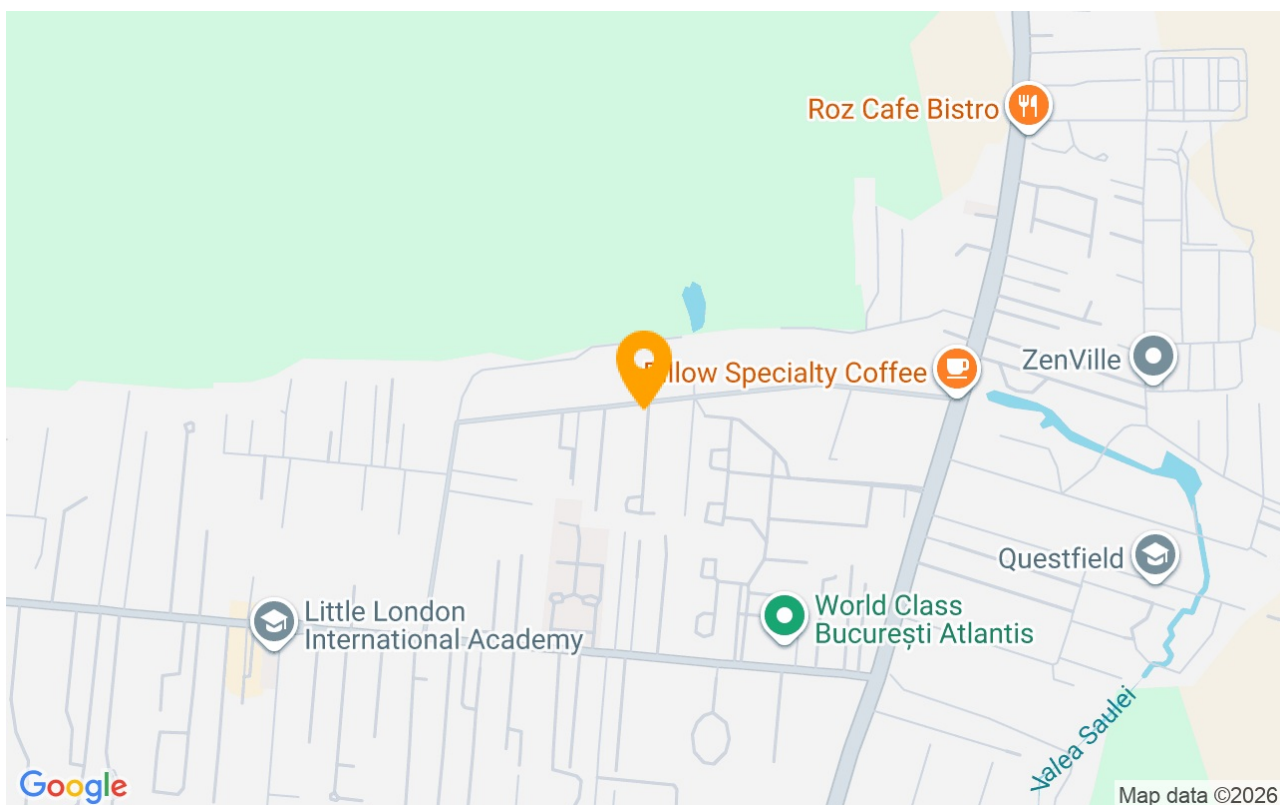 Roz Cafe Bistro
llow Specialty Coffee
ZenVille
Questfield
Little London
International Academy
World Class
București Atlantis
Valea Saulei
Google
Map data ©2026